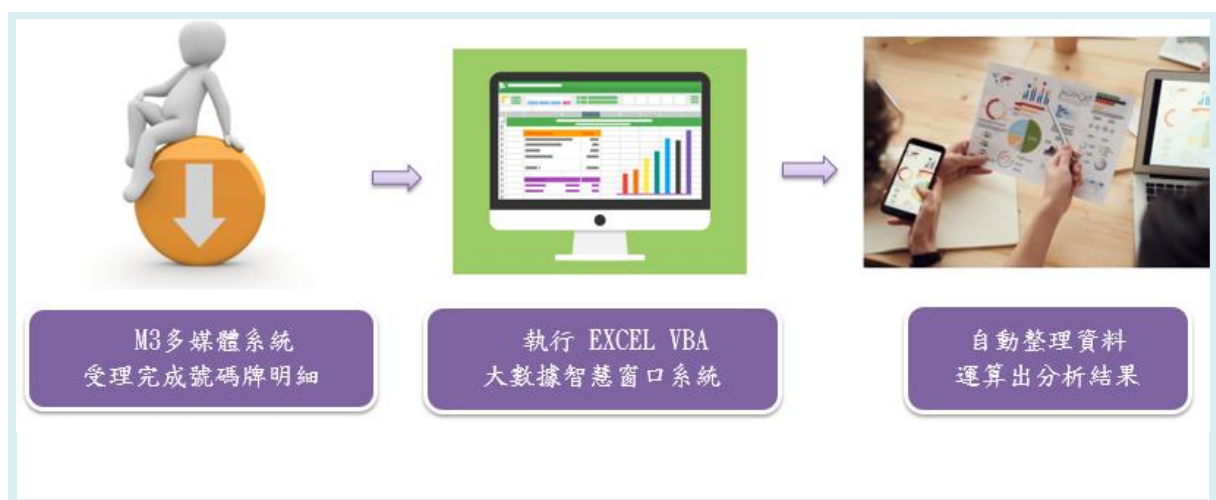 M3多媒體系統
受理完成號碼牌明細
執行 EXCEL VBA
大數據智慧窗口系統
自動整理資料
運算出分析結果